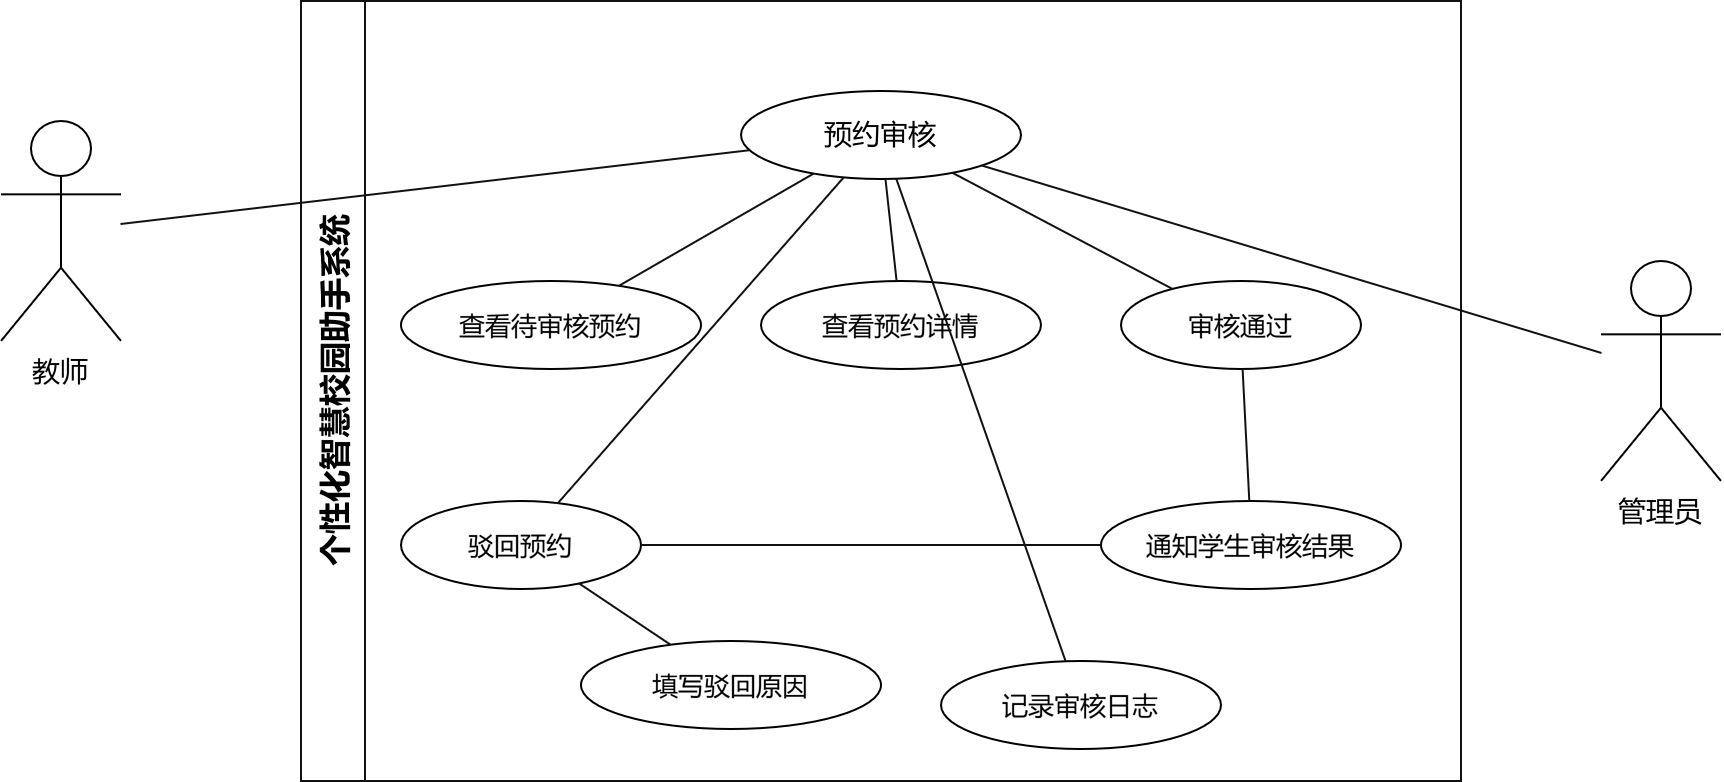 预约审核
教师
个性化智慧校园助手系统
查看待审核预约
查看预约详情
审核通过
管理员
驳回预约
通知学生审核结果
填写驳回原因
记录审核日志